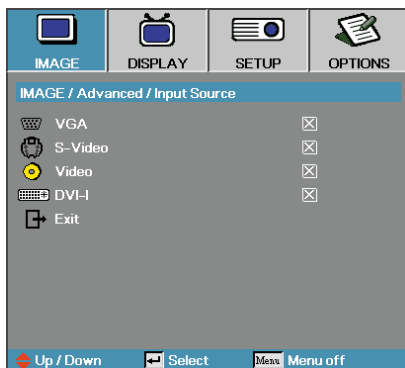 IMAGE DISPLAY SETUP OPTIONS
IMAGE / Advanced / Input Source
VGA
S-Video
Video
DVI-I
Exit
Up / Down Select Menu Menu off